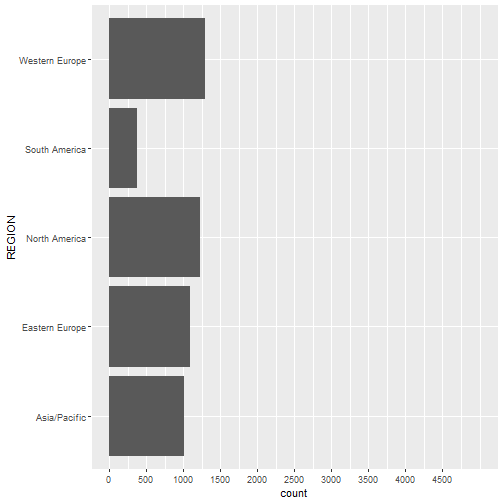 Western Europe
South America
North America
Eastern Europe
Asia/Pacific
REGION
0 500 1000 1500 2000 2500 3000 3500 4000 4500
count